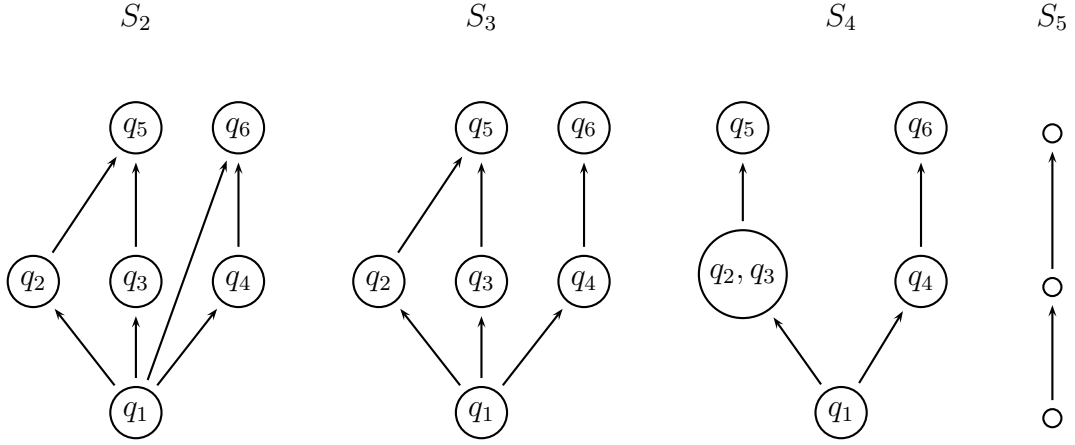 S₂ S₃ S₄ S₅
q₅ q₆ q₅ q₆ q₅ q₆
q₂ q₃ q₄ q₂ q₃ q₄ q₂, q₃ q₄
q₁ q₁ q₁